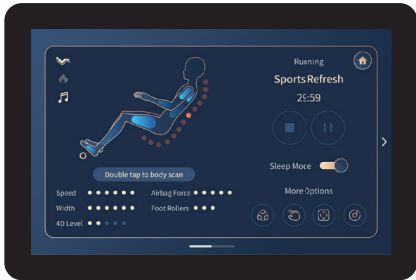 Running
Sports Refresh
29:59
Sleep Mode
Double tap to body scan
Speed
Airbag Force
Width
Foot Rollers
4D Level
More Options